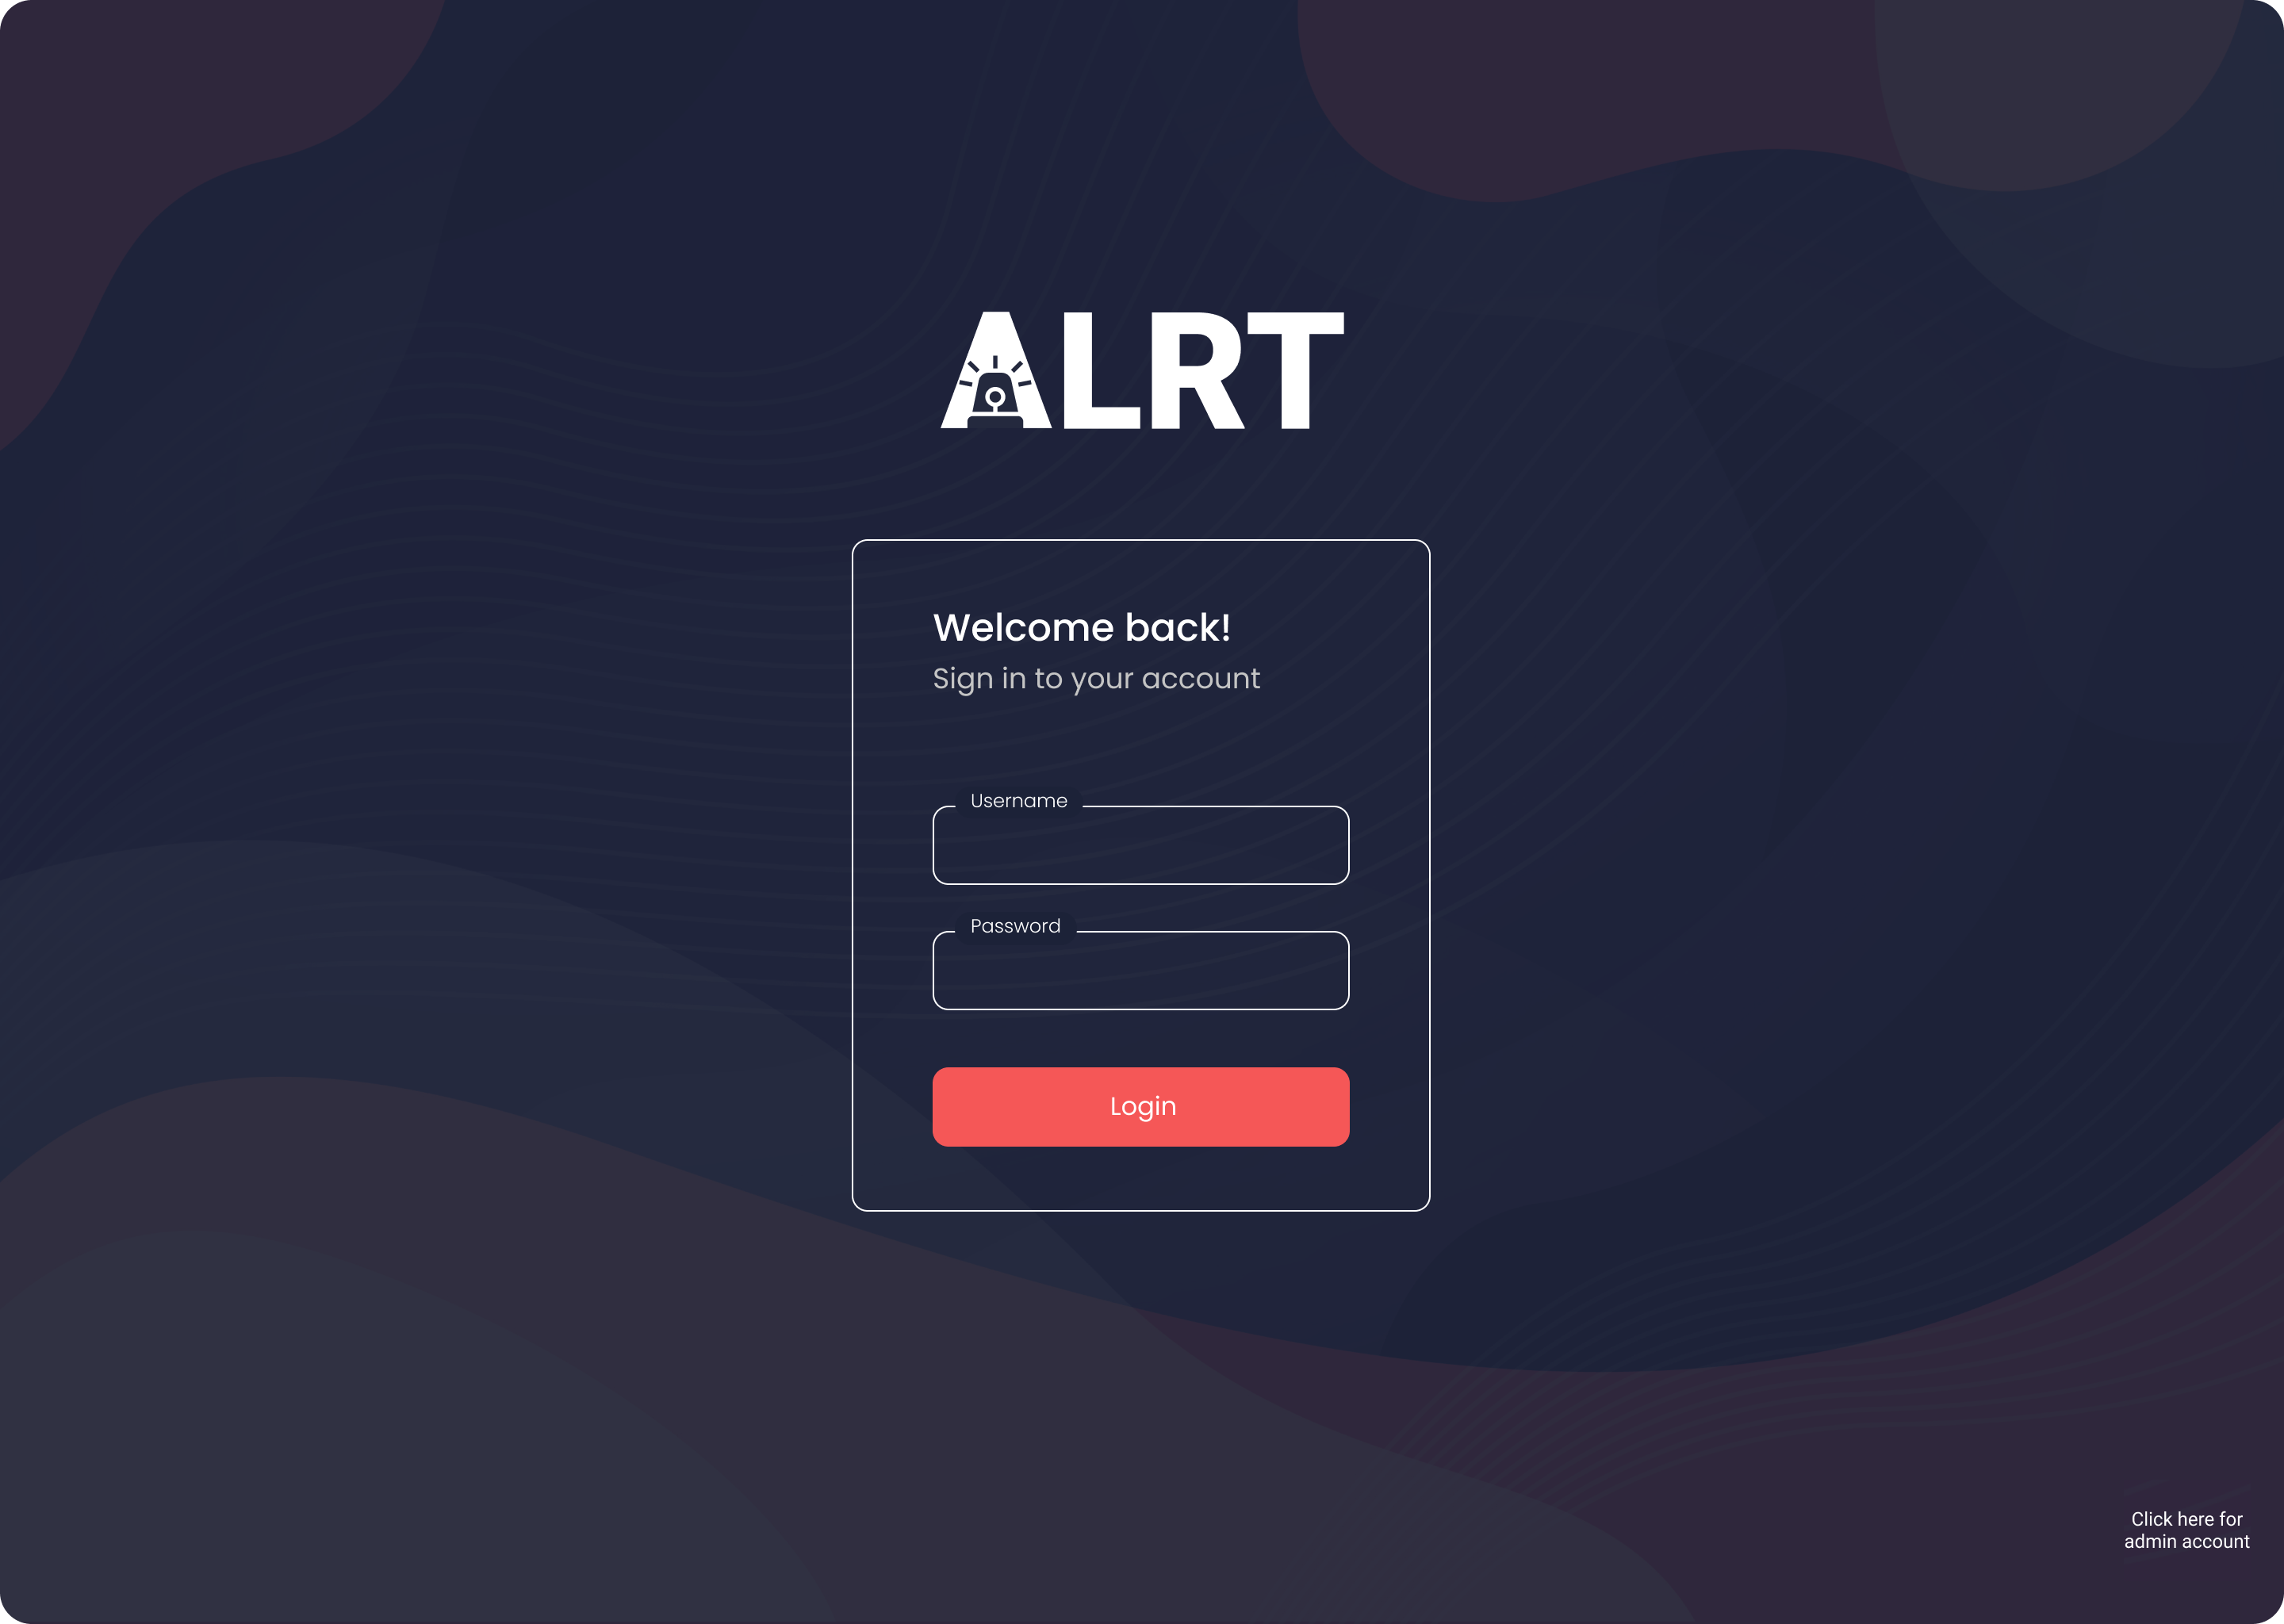 ALRT
Welcome back!
Sign in to your account
Username
Password
Login
Click here for
admin account